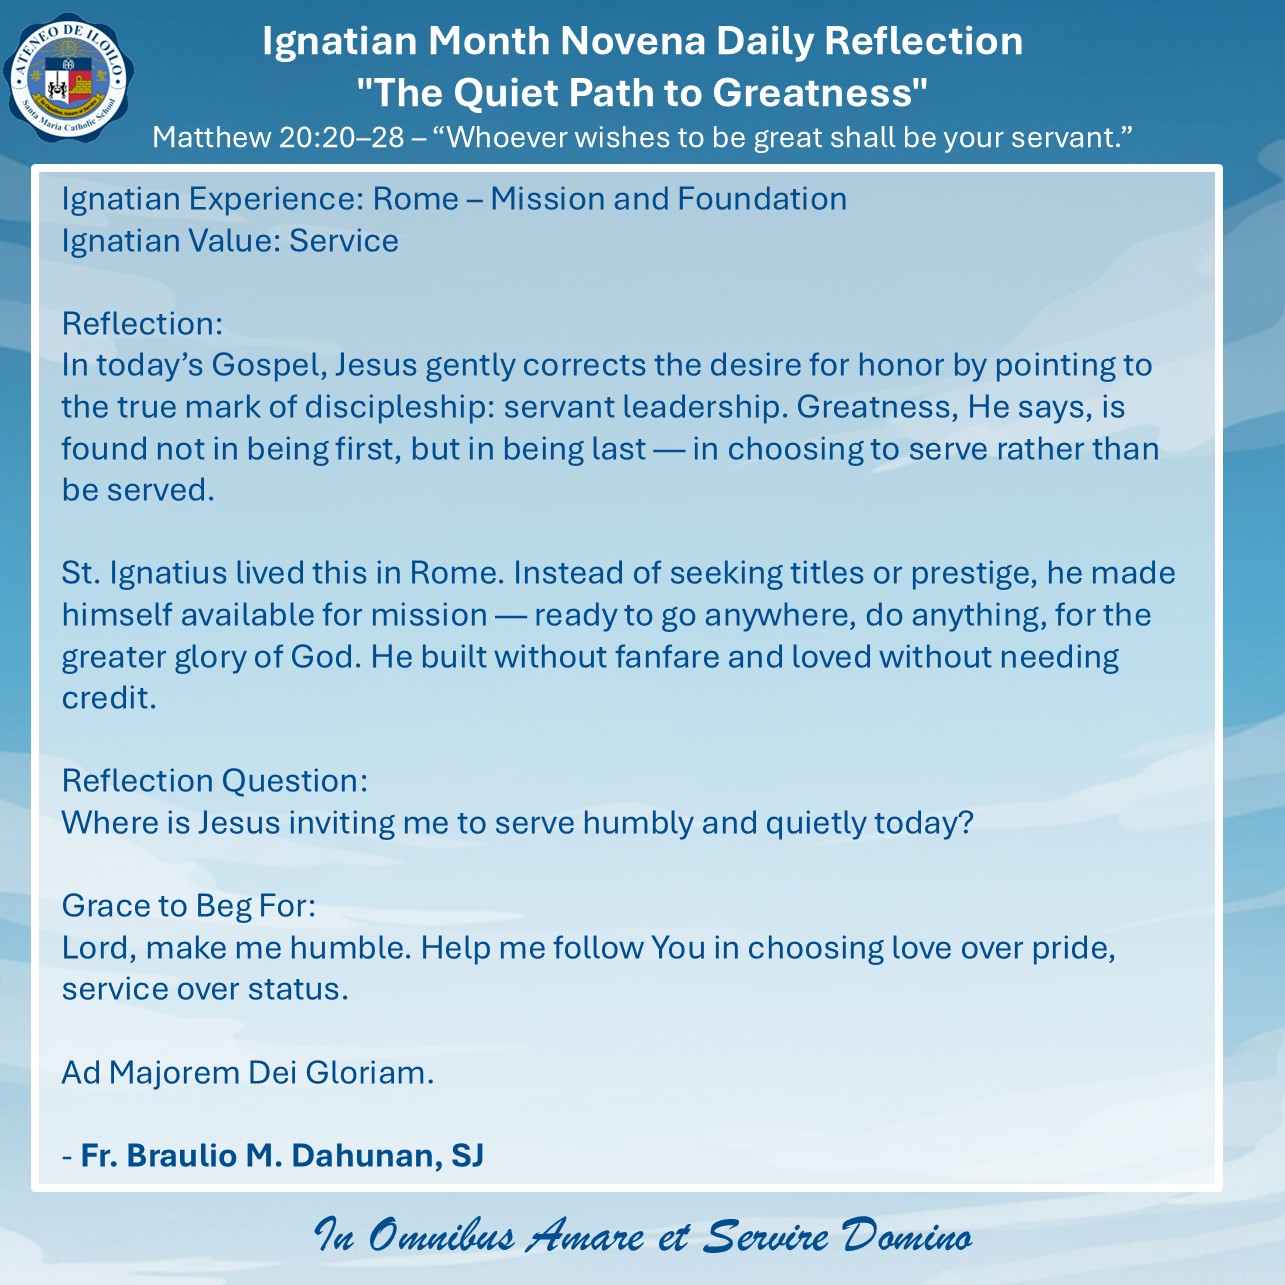 ATENEO DE ILOILO
Santa Maria Catholic School
Ignatian Month Novena Daily Reflection
"The Quiet Path to Greatness"
Matthew 20:20–28 – “Whoever wishes to be great shall be your servant.”
Ignatian Experience: Rome – Mission and Foundation
Ignatian Value: Service
Reflection:
In today’s Gospel, Jesus gently corrects the desire for honor by pointing to
the true mark of discipleship: servant leadership. Greatness, He says, is
found not in being first, but in being last — in choosing to serve rather than
be served.
St. Ignatius lived this in Rome. Instead of seeking titles or prestige, he made
himself available for mission — ready to go anywhere, do anything, for the
greater glory of God. He built without fanfare and loved without needing
credit.
Reflection Question:
Where is Jesus inviting me to serve humbly and quietly today?
Grace to Beg For:
Lord, make me humble. Help me follow You in choosing love over pride,
service over status.
Ad Majorem Dei Gloriam.
- Fr. Braulio M. Dahunan, SJ
In Omnibus Amare et Servire Domino